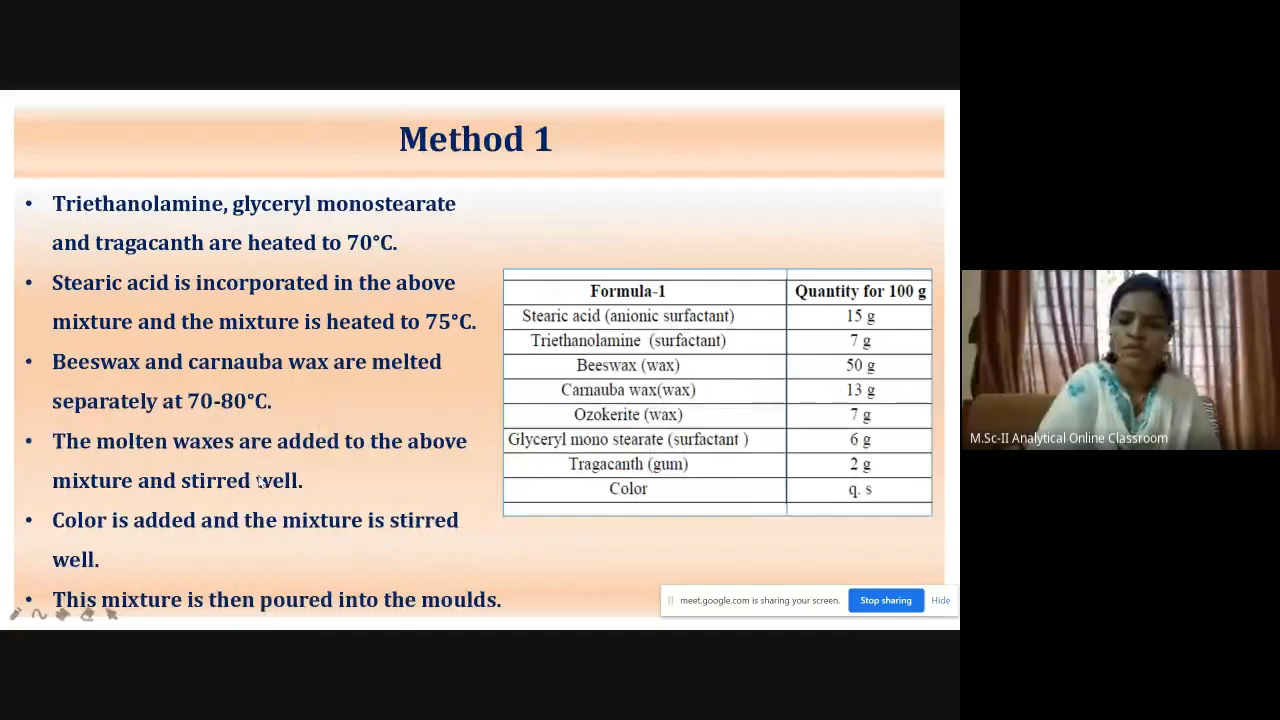 Method 1
• Triethanolamine, glyceryl monostearate
and tragacanth are heated to 70°C.
• Stearic acid is incorporated in the above
mixture and the mixture is heated to 75°C.
• Beeswax and carnauba wax are melted
separately at 70-80°C.
• The molten waxes are added to the above
mixture and stirred well.
• Color is added and the mixture is stirred
well.
• This mixture is then poured into the moulds.
Formula-1 Quantity for 100 g
Stearic acid (anionic surfactant) 15 g
Triethanolamine (surfactant) 7 g
Beeswax (wax) 50 g
Carnauba wax(wax) 13 g
Ozokerite (wax) 7 g
Glyceryl mono stearate (surfactant ) 6 g
Tragacanth (gum) 2 g
Color q. s
meet.google.com is sharing your screen. Stop sharing Hide
M.Sc-II Analytical Online Classroom